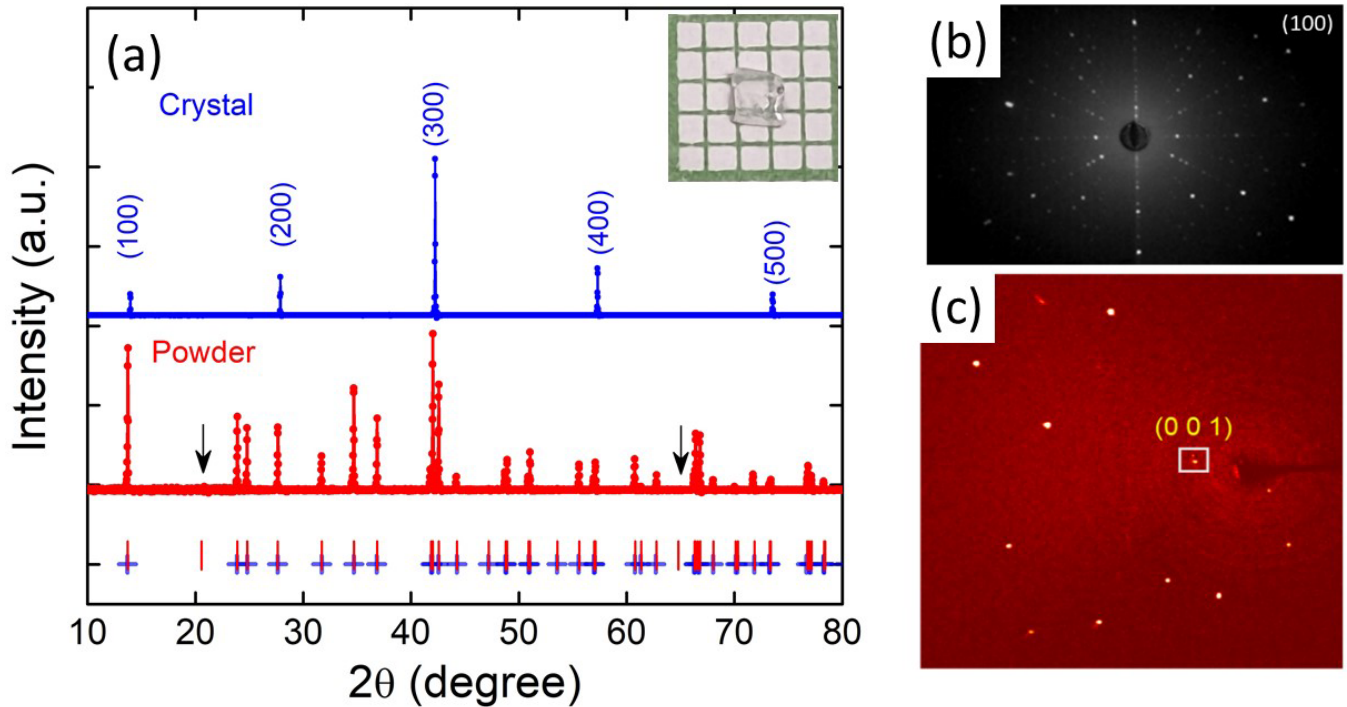 (a)
Crystal
(100)
(200)
(300)
(400)
(500)
Powder
Intensity (a.u.)
10 20 30 40 50 60 70 80
2θ (degree)
(b)
(100)
(c)
(0 0 1)